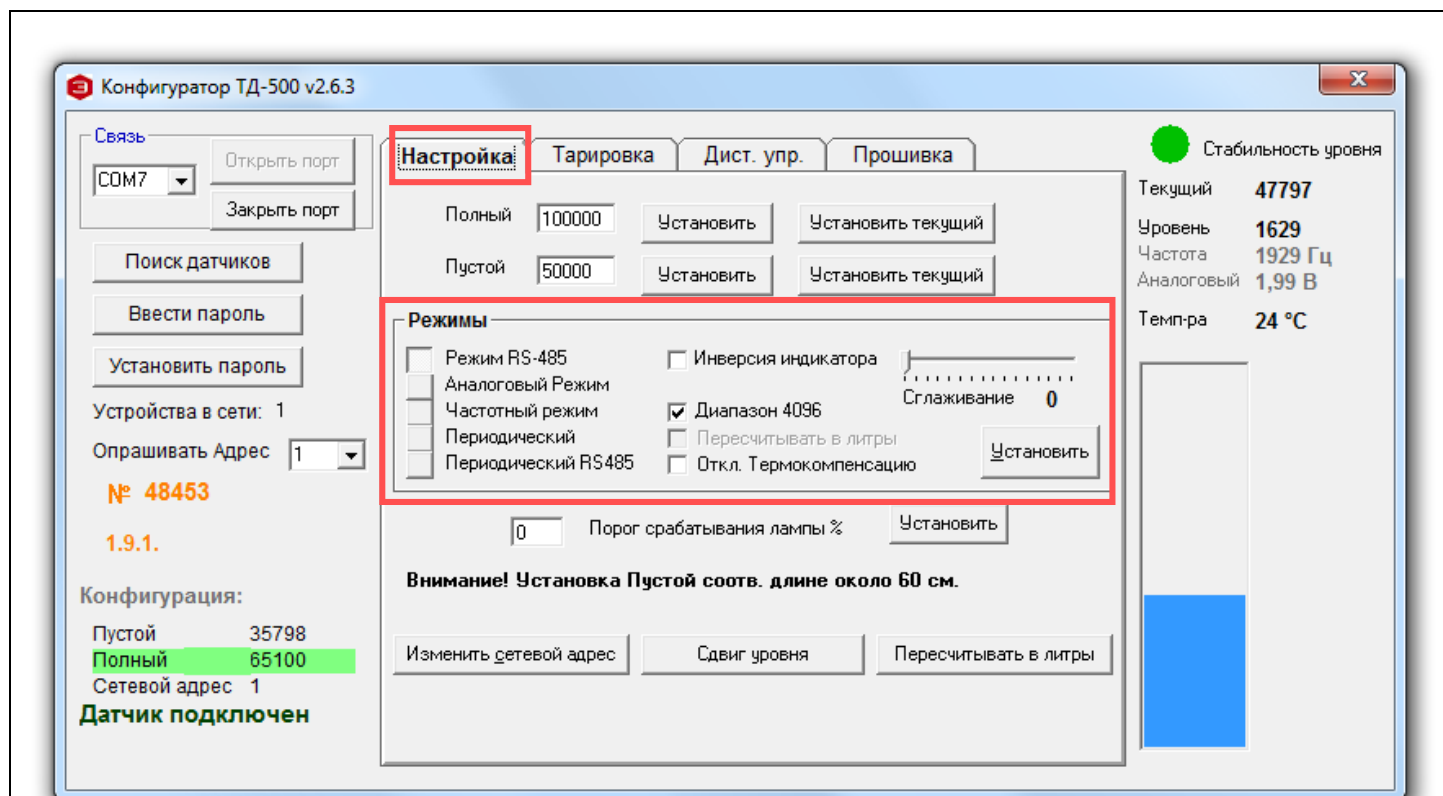 Конфигуратор ТД-500 v2.6.3
Связь
COM7
Открыть порт
Закрыть порт
Поиск датчиков
Ввести пароль
Установить пароль
Устройства в сети: 1
Опрашивать Адрес 1
№ 48453
1.9.1.
Конфигурация:
Пустой 35798
Полный 65100
Сетевой адрес 1
Датчик подключен
Настройка Тарировка Дист. упр. Прошивка
Полный 100000 Установить Установить текущий
Пустой 50000 Установить Установить текущий
Режимы
Режим RS-485
Аналоговый Режим
Частотный режим
Периодический
Периодический RS485
Инверсия индикатора
Диапазон 4096
Пересчитывать в литры
Откл. Термокомпенсацию
Сглаживание 0
Установить
0 Порог срабатывания лампы % Установить
Внимание! Установка Пустой соотв. длине около 60 см.
Изменить сетевой адрес Сдвиг уровня Пересчитывать в литры
Стабильность уровня
Текущий 47797
Уровень 1629
Частота 1929 Гц
Аналоговый 1,99 В
Темп-ра 24 °C